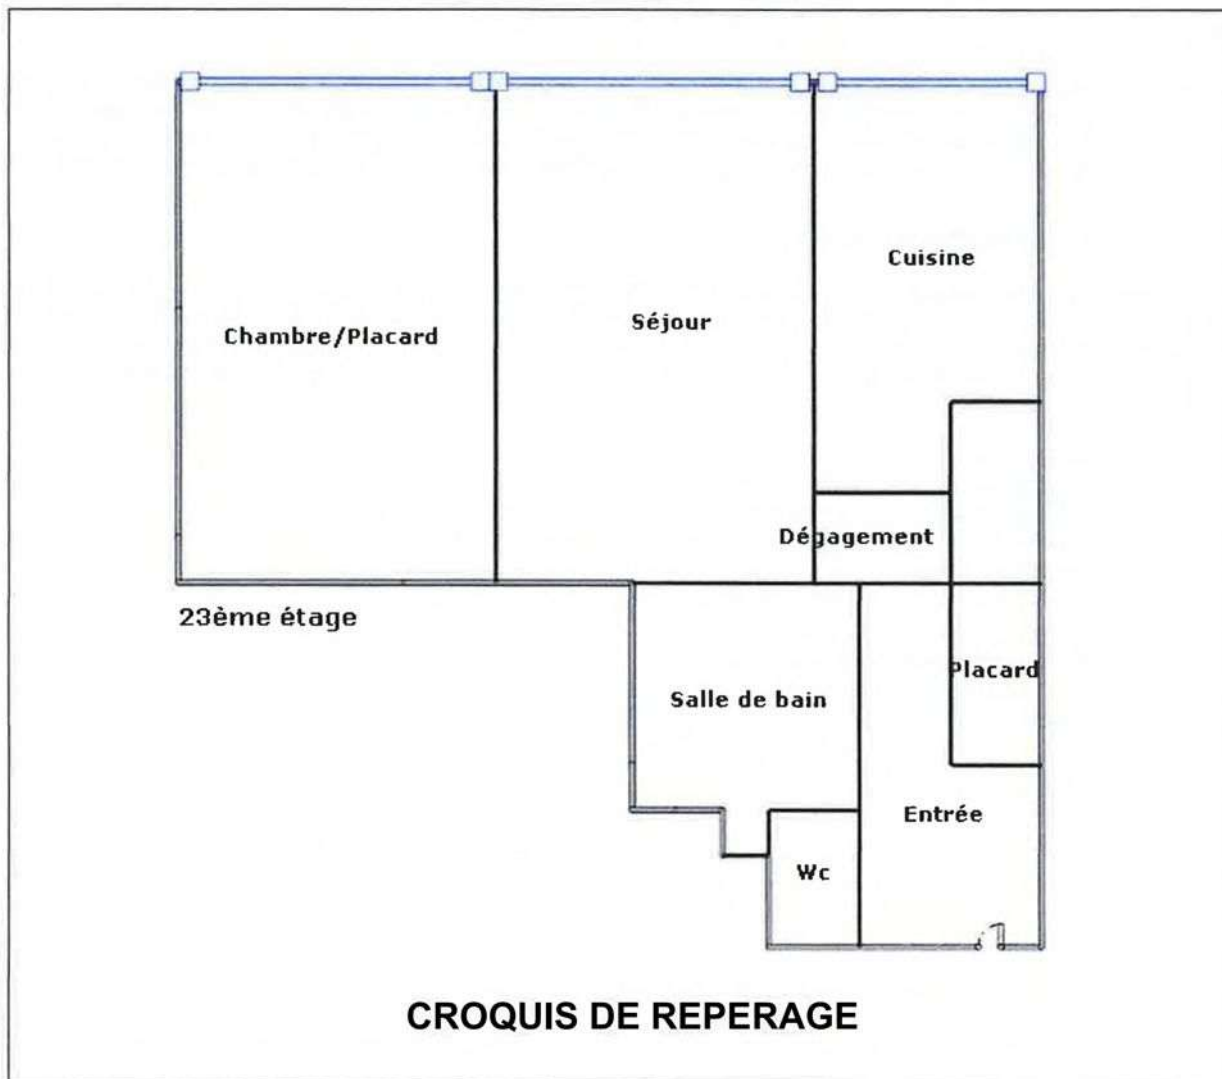 Cuisine
Séjour
Chambre/Placard
Dégagement
23ème étage
Placard
Salle de bain
Entrée
Wc
CROQUIS DE REPERAGE